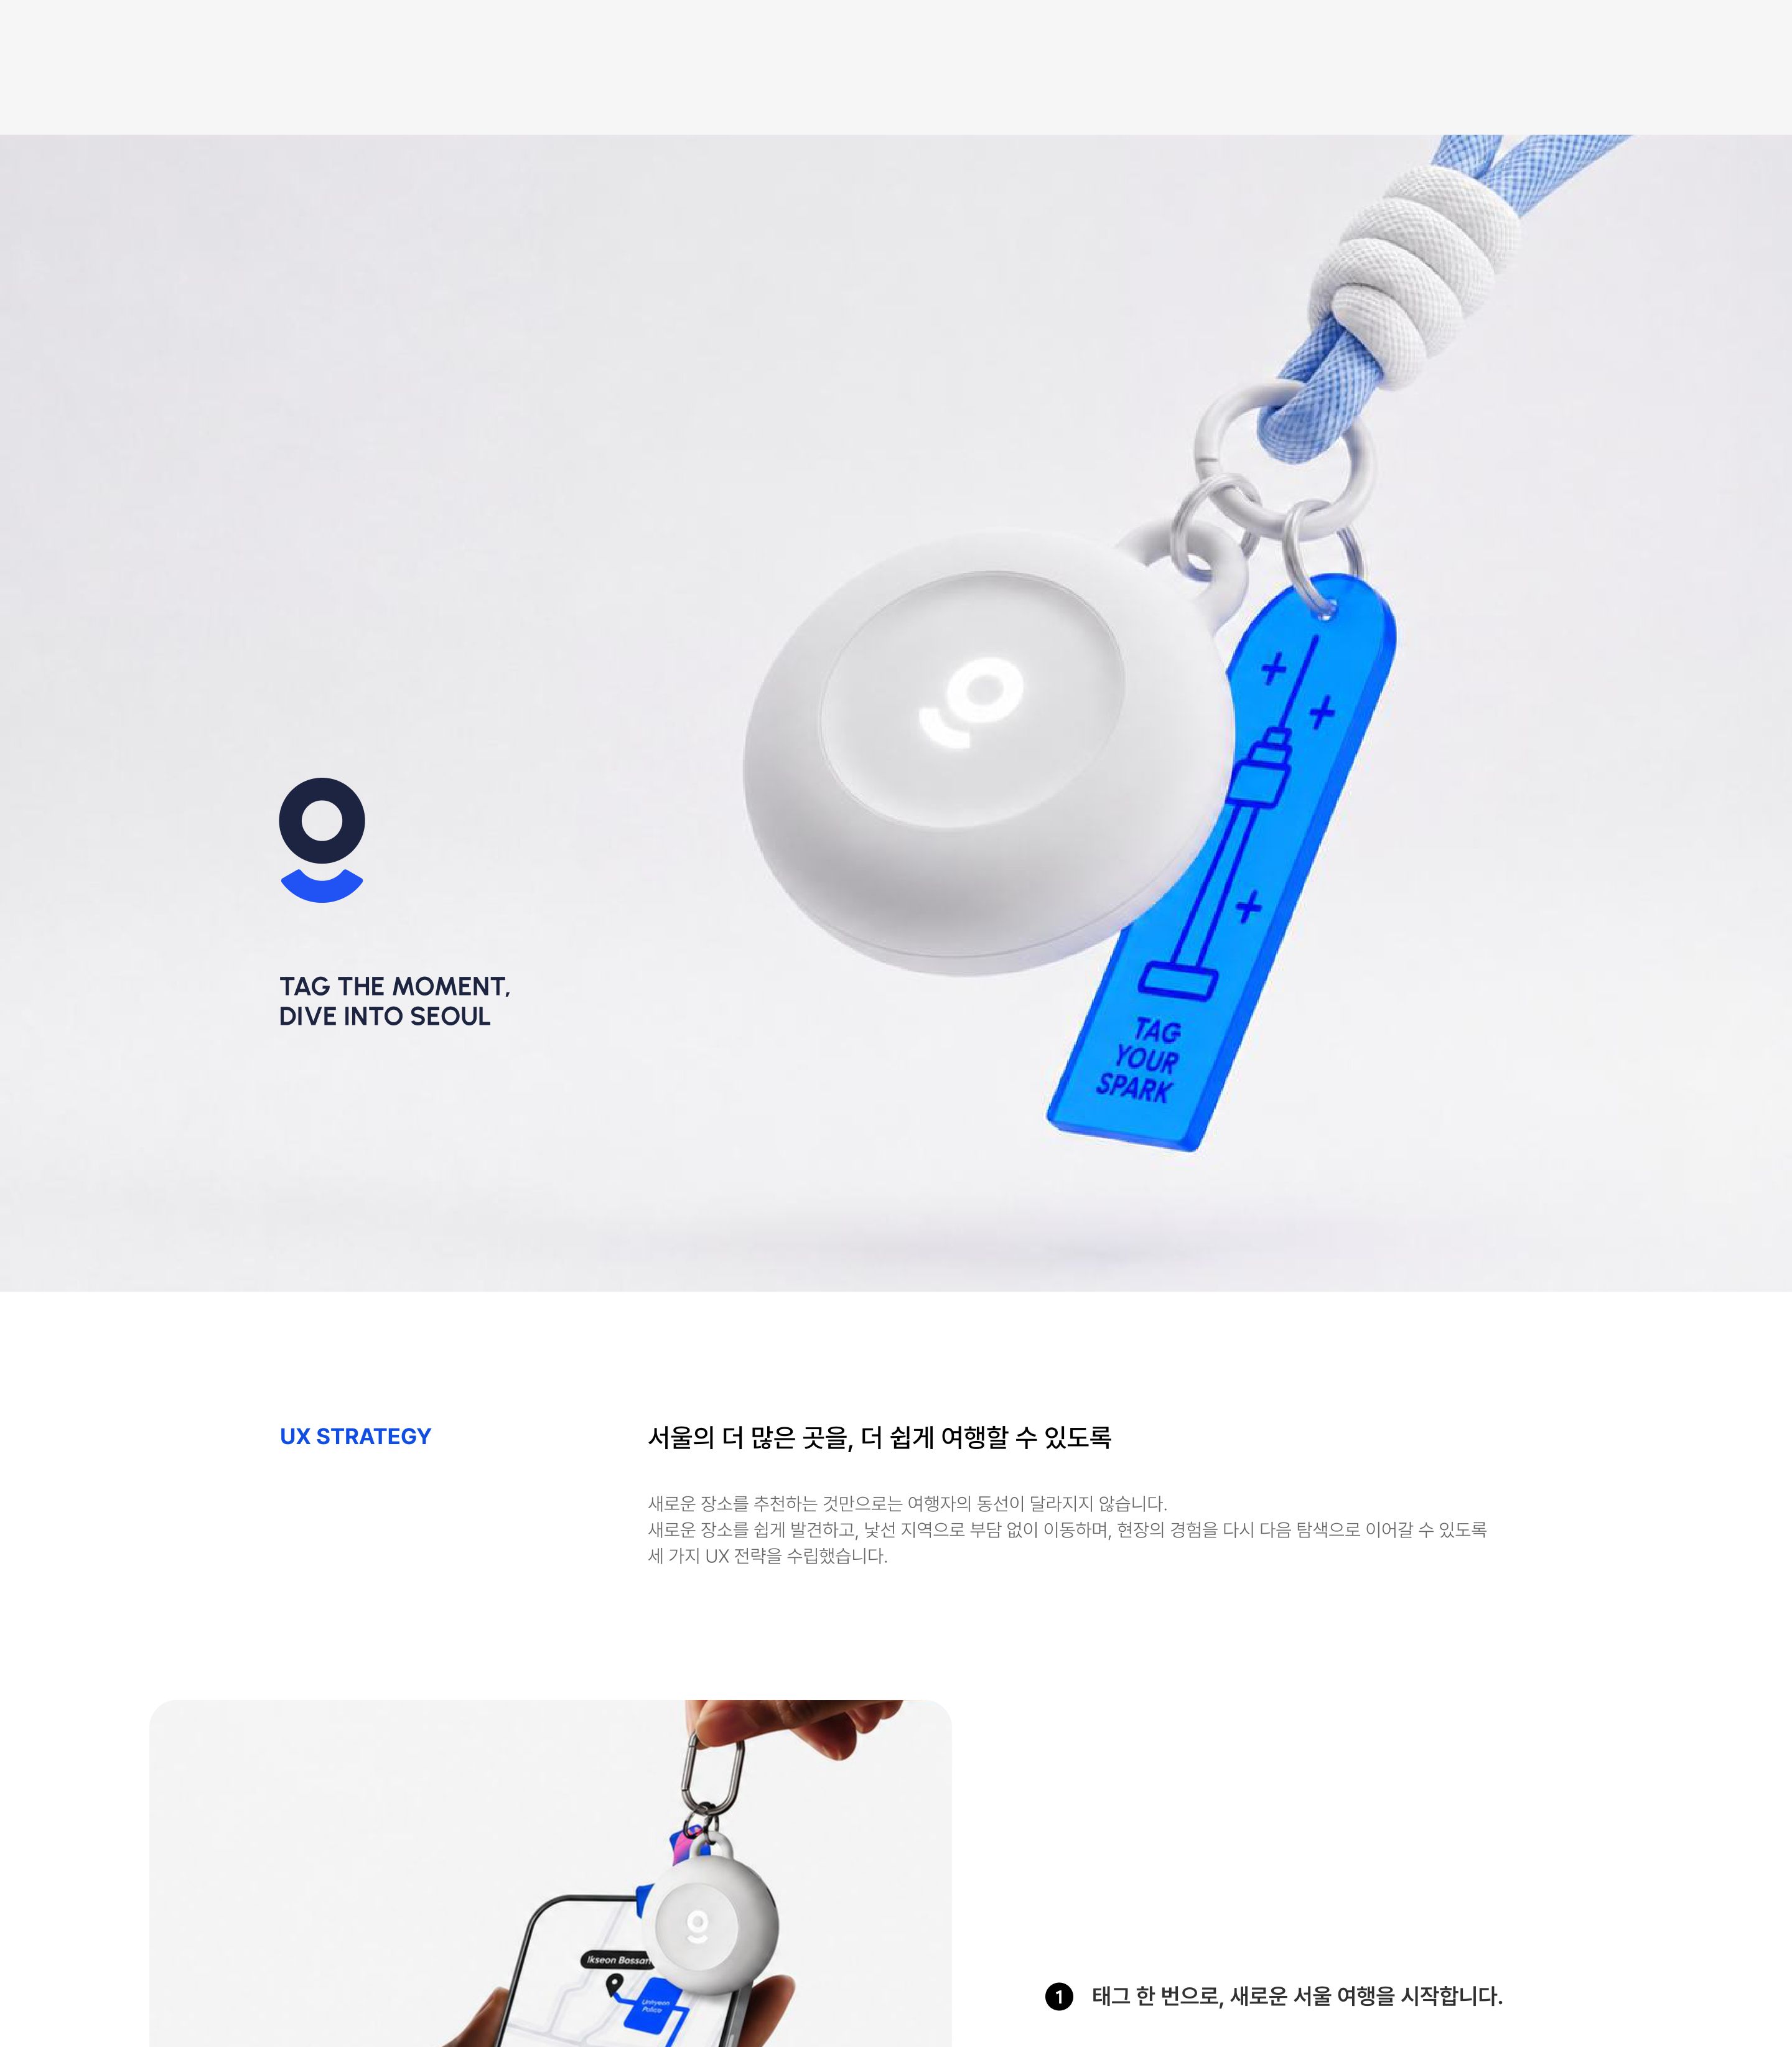 TAG
YOUR
SPARK
TAG THE MOMENT,
DIVE INTO SEOUL
UX STRATEGY
서울의 더 많은 곳을, 더 쉽게 여행할 수 있도록
새로운 장소를 추천하는 것만으로는 여행자의 동선이 달라지지 않습니다.
새로운 장소를 쉽게 발견하고, 낯선 지역으로 부담 없이 이동하며, 현장의 경험을 다시 다음 탐색으로 이어갈 수 있도록
세 가지 UX 전략을 수립했습니다.
Ikseon Bossam
Unhyeon
Palace
1 태그 한 번으로, 새로운 서울 여행을 시작합니다.